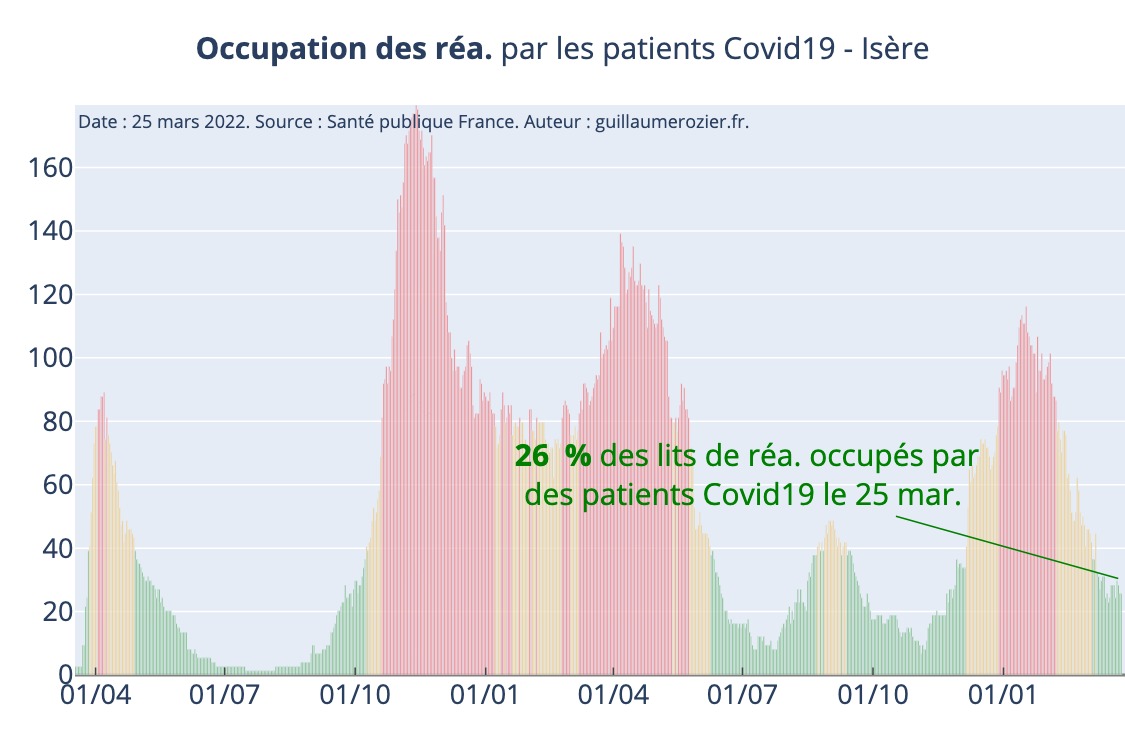 Occupation des réa. par les patients Covid19 - Isère
Date : 25 mars 2022. Source : Santé publique France. Auteur : guillaumerozier.fr.
160
140
120
100
80
26 % des lits de réa. occupés par
des patients Covid19 le 25 mar.
60
40
20
0
01/04 01/07 01/10 01/01 01/04 01/07 01/10 01/01